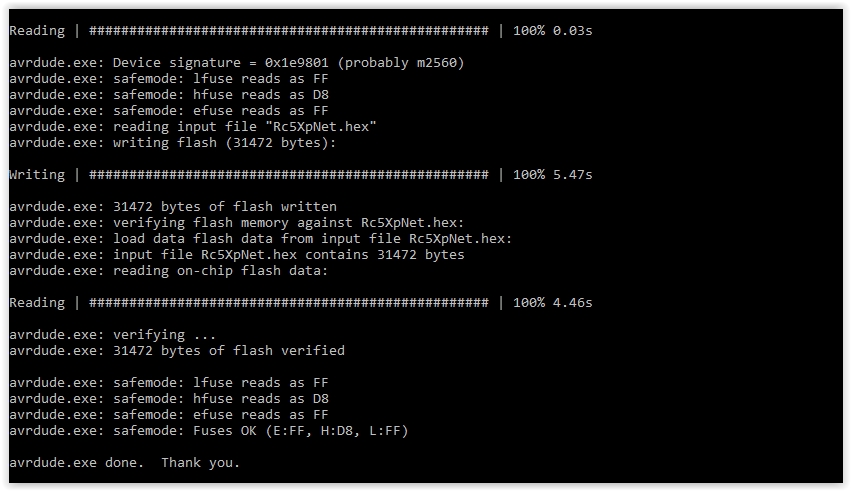 Reading | ################################################## | 100% 0.03s
avrdude.exe: Device signature = 0x1e9801 (probably m2560)
avrdude.exe: safemode: lfuse reads as FF
avrdude.exe: safemode: hfuse reads as D8
avrdude.exe: safemode: efuse reads as FF
avrdude.exe: reading input file "Rc5XpNet.hex"
avrdude.exe: writing flash (31472 bytes):
Writing | ################################################## | 100% 5.47s
avrdude.exe: 31472 bytes of flash written
avrdude.exe: verifying flash memory against Rc5XpNet.hex:
avrdude.exe: load data flash data from input file Rc5XpNet.hex:
avrdude.exe: input file Rc5XpNet.hex contains 31472 bytes
avrdude.exe: reading on-chip flash data:
Reading | ################################################## | 100% 4.46s
avrdude.exe: verifying ...
avrdude.exe: 31472 bytes of flash verified
avrdude.exe: safemode: lfuse reads as FF
avrdude.exe: safemode: hfuse reads as D8
avrdude.exe: safemode: efuse reads as FF
avrdude.exe: safemode: Fuses OK (E:FF, H:D8, L:FF)
avrdude.exe done.  Thank you.